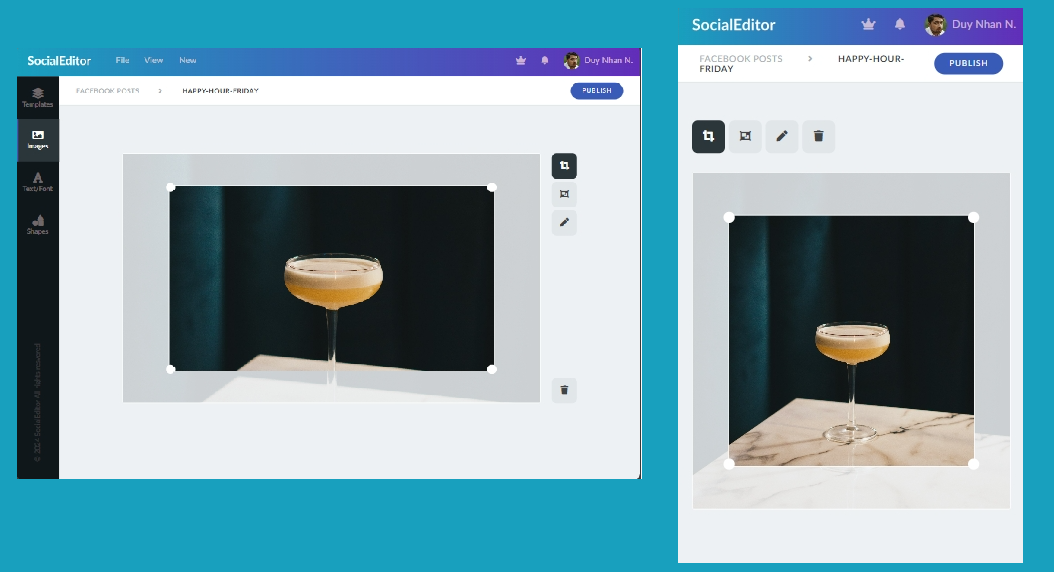 SocialEditor
File View New
Duy Nhan N.
FACEBOOK POSTS > HAPPY-HOUR-FRIDAY
PUBLISH
Templates
Images
Text/Font
Shapes
SocialEditor All rights reserved
SocialEditor
Duy Nhan N.
FACEBOOK POSTS > HAPPY-HOUR-
FRIDAY
PUBLISH